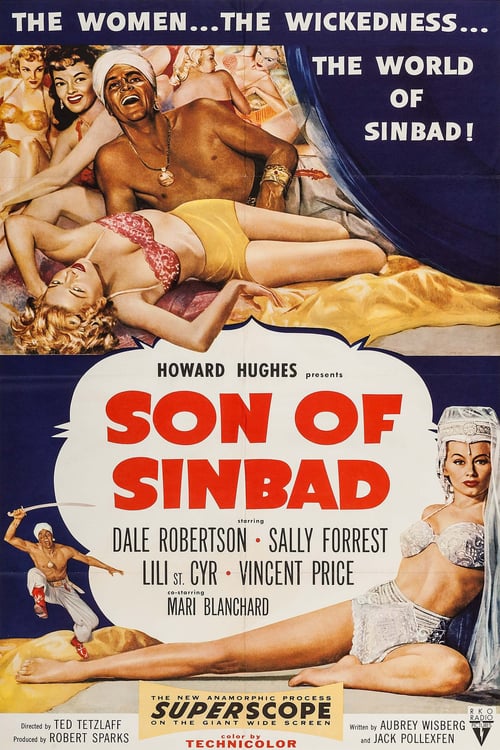 THE WOMEN...THE WICKEDNESS...
THE WORLD
OF
SINBAD!
HOWARD HUGHES presents
SON OF
SINBAD
starring
DALE ROBERTSON • SALLY FORREST
LILI ST. CYR • VINCENT PRICE
co-starring
MARI BLANCHARD
THE NEW ANAMORPHIC PROCESS
SUPERSCOPE
ON THE GIANT WIDE SCREEN
color by
TECHNICOLOR
Directed by TED TETZLAFF
Produced by ROBERT SPARKS
Written by AUBREY WISBERG
and JACK POLLEXFEN
RKO
RADIO